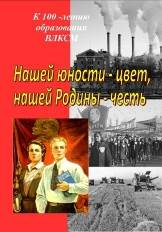 К 100 -летию
образования
ВЛКСМ
Нашей юности - цвет,
нашей Родины - честь